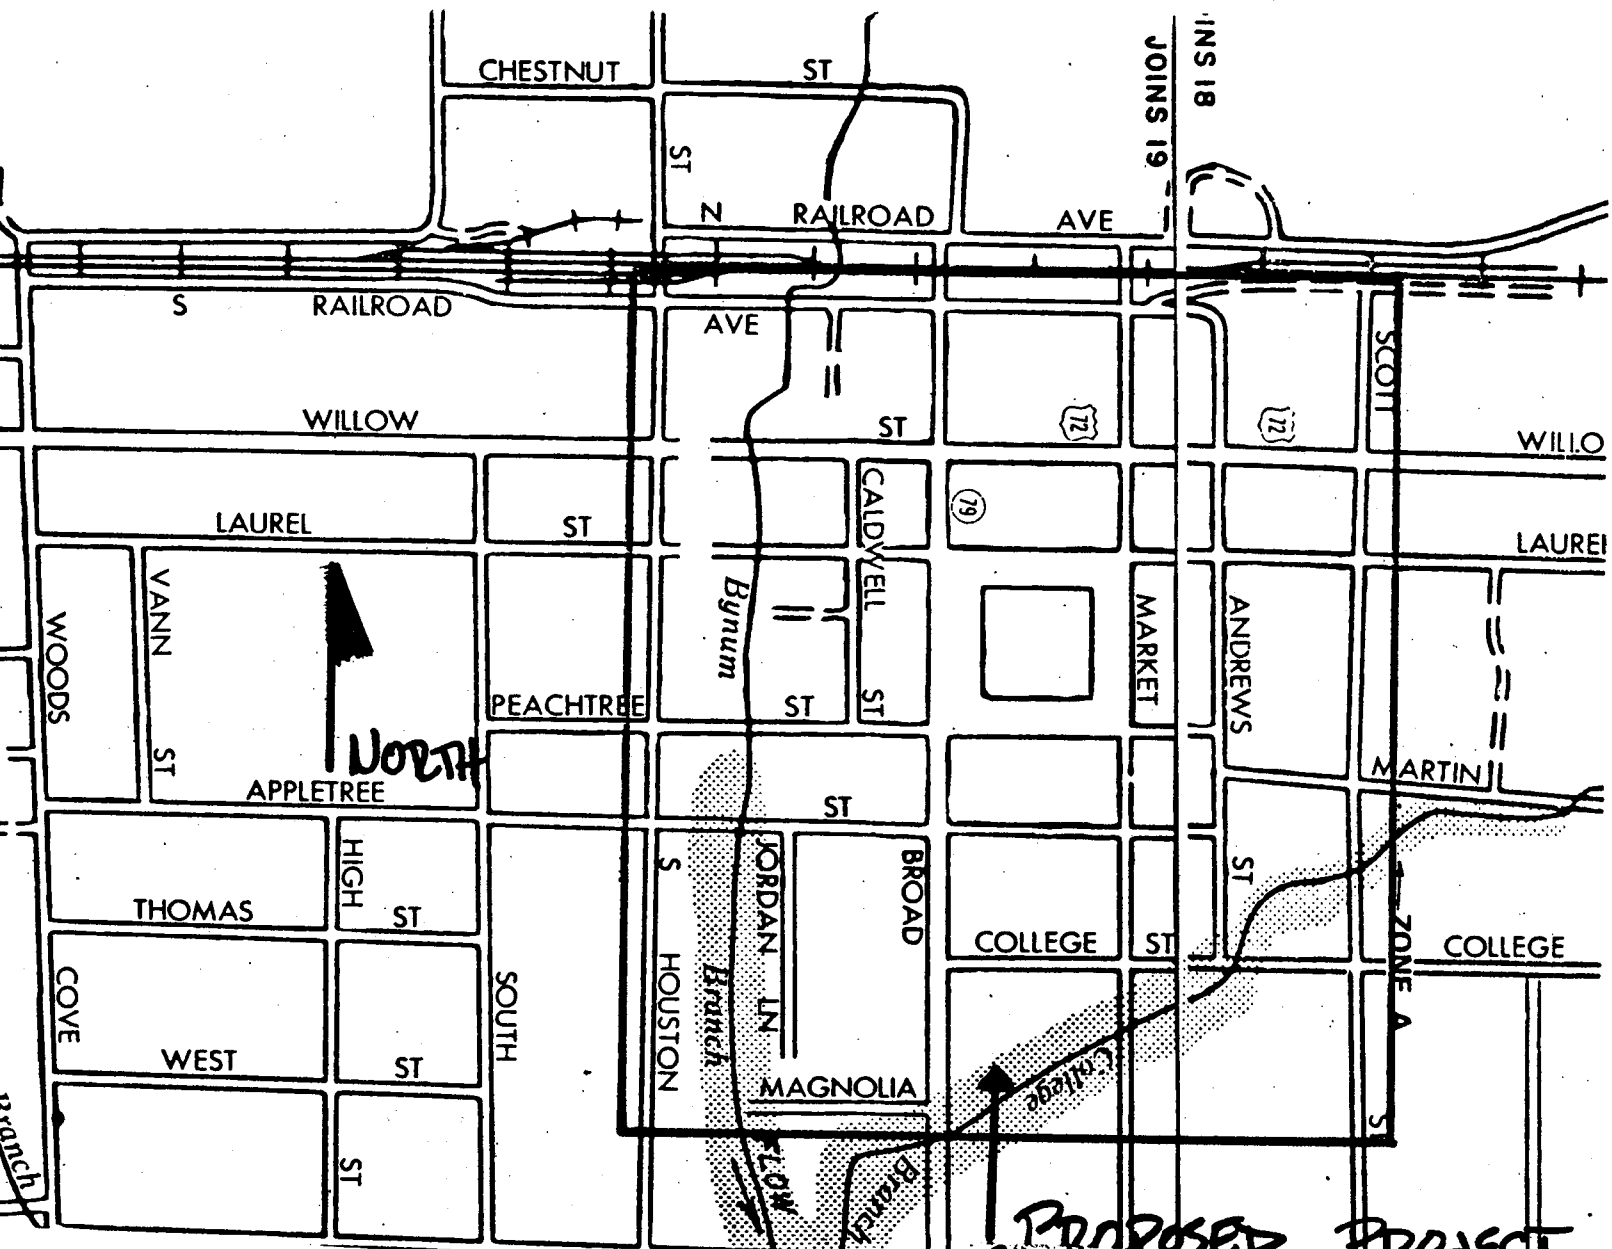 CHESTNUT ST
INS 18
JOINS 19
ST
N RAILROAD AVE
S RAILROAD AVE
SCOTT
WILLOW ST
72
72
WILLO
CALDWELL
79
LAUREL ST
LAUREL
VANN
WOODS
Bynum
MARKET
ANDREWS
PEACHTREE ST
ST
ST
NORTH
MARTIN
APPLETREE ST
HIGH
S
JORDAN LN
BROAD
ST
THOMAS ST
COLLEGE ST
COLLEGE
ZONE A
COVE
SOUTH
HOUSTON
Branch
WEST ST
MAGNOLIA
College
Branch
ST
FLOW
Branch
PROPOSED PROJECT